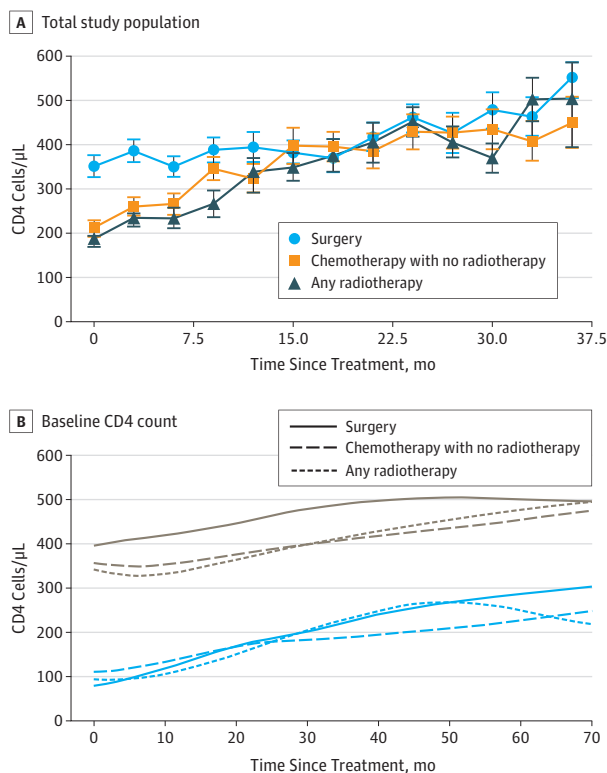 A Total study population
600
500
400
300
200
100
0
CD4 Cells/µL
Surgery
Chemotherapy with no radiotherapy
Any radiotherapy
0 7.5 15.0 22.5 30.0 37.5
Time Since Treatment, mo
B Baseline CD4 count
Surgery
Chemotherapy with no radiotherapy
Any radiotherapy
600
500
400
300
200
100
0
CD4 Cells/µL
0 10 20 30 40 50 60 70
Time Since Treatment, mo